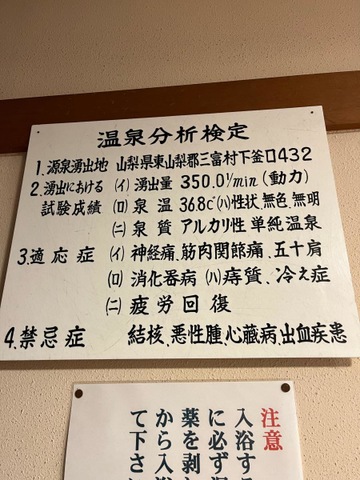 温泉分析検定
1.源泉湧出地 山梨県東山梨郡三富村下釜口432
2.湧出における (イ)湧出量 350.0ℓ/min(動力)
試験成績 (ロ)泉温 36.8℃(ハ)性状、無色、無明
(ニ)泉質 アルカリ性単純温泉
3.適応症 (イ)神経痛、筋肉関節痛、五十肩
(ロ)消化器病(ハ)痔質、冷え症
(ニ)疲労回復
4.禁忌症 結核、悪性腫、心臓病、出血疾患
注意
入浴する
に必ず
薬を剥
から入浴
て下さ